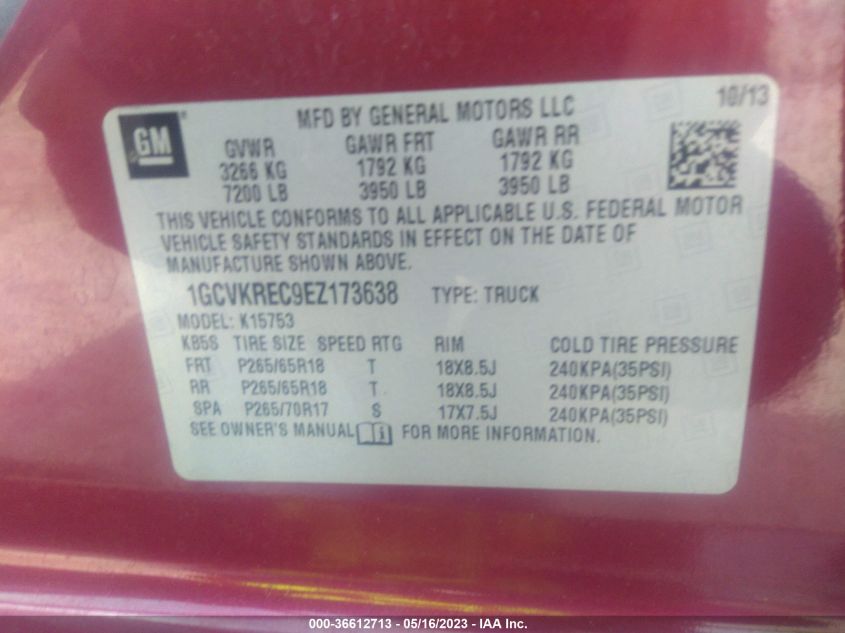 MFD BY GENERAL MOTORS LLC 10/13
GM®
GVWR GAWR FRT GAWR RR
3266 KG 1792 KG 1792 KG
7200 LB 3950 LB 3950 LB
THIS VEHICLE CONFORMS TO ALL APPLICABLE U.S. FEDERAL MOTOR
VEHICLE SAFETY STANDARDS IN EFFECT ON THE DATE OF
MANUFACTURE SHOWN ABOVE.
1GCVKREC9EZ173638 TYPE: TRUCK
MODEL: K15753
KB5S TIRE SIZE SPEED RTG RIM COLD TIRE PRESSURE
FRT P265/65R18 T 18X8.5J 240KPA(35PSI)
RR P265/65R18 T 18X8.5J 240KPA(35PSI)
SPA P265/70R17 S 17X7.5J 240KPA(35PSI)
SEE OWNER'S MANUAL FOR MORE INFORMATION.
000-36612713 - 05/16/2023 - IAA Inc.